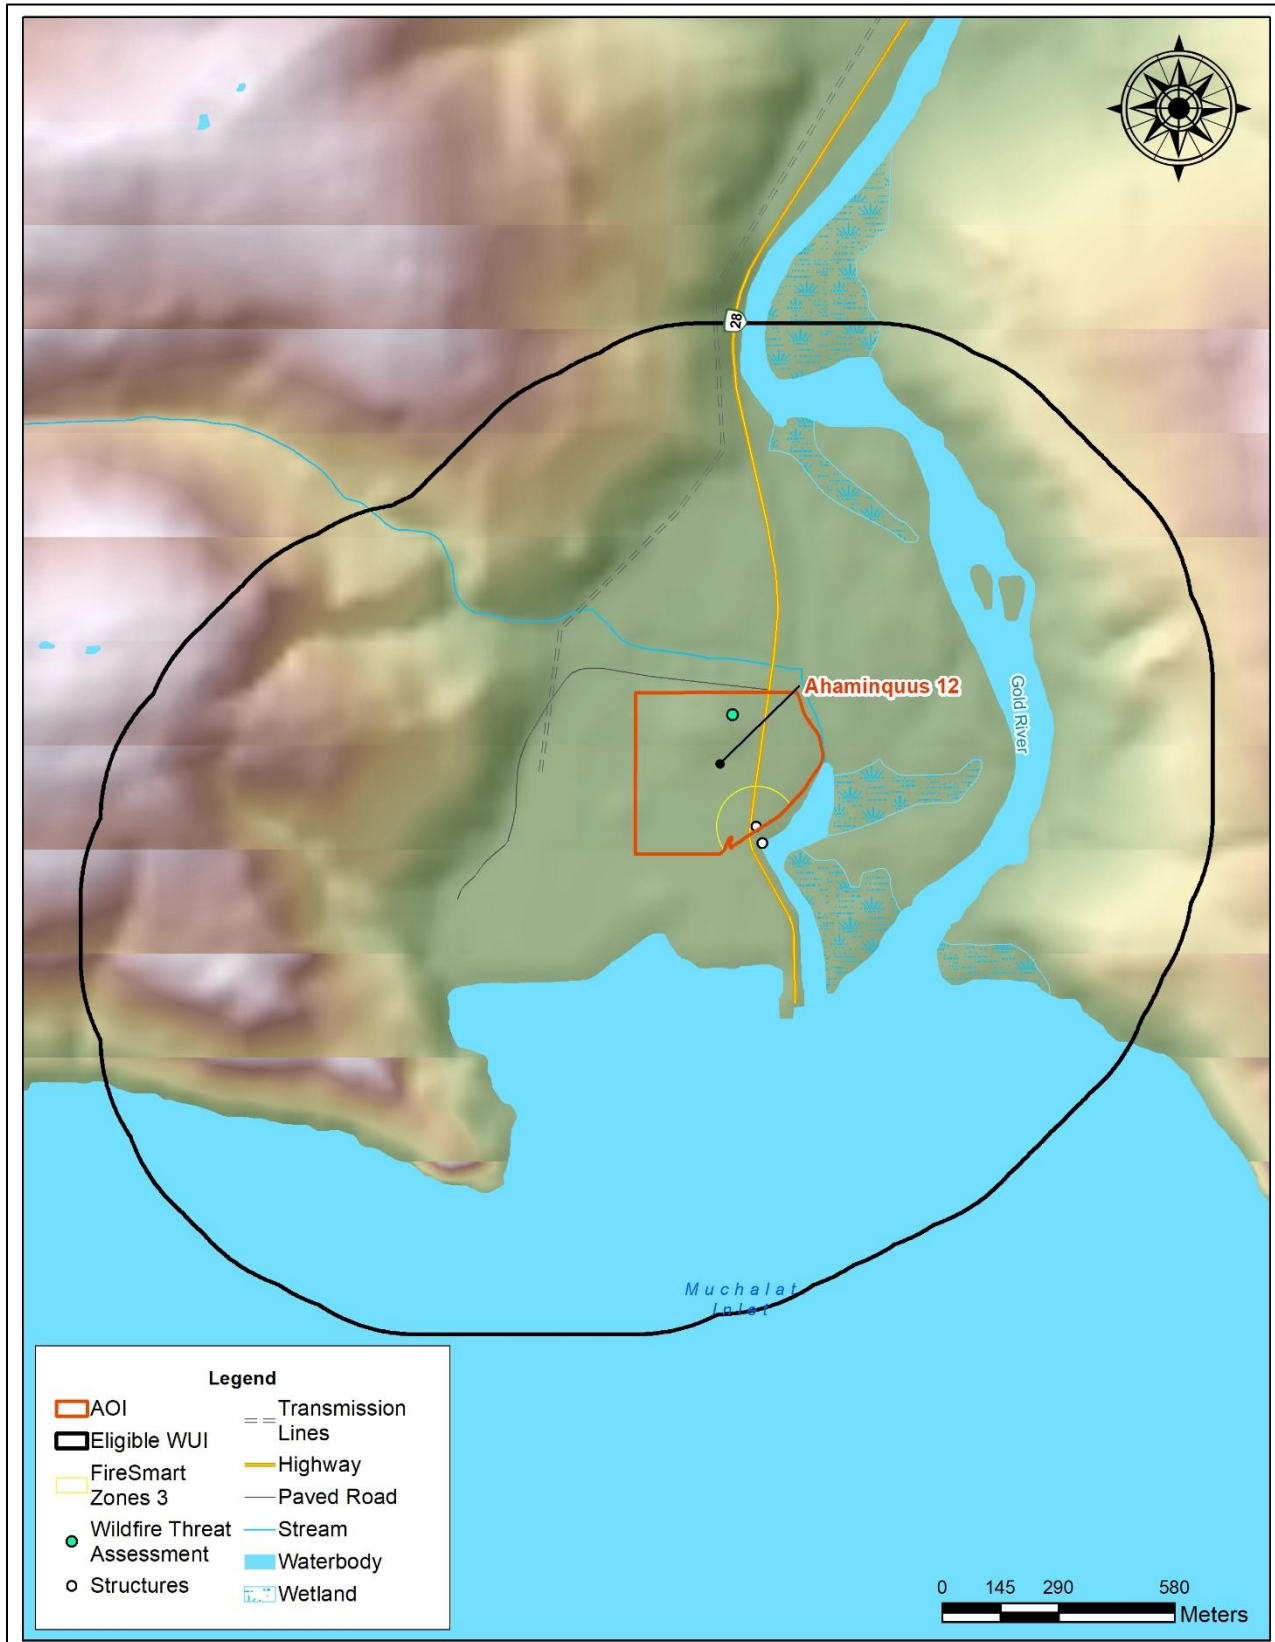 28
Ahaminquus 12
Gold River
Muchalat
Inlet
Legend
AOI
Eligible WUI
FireSmart
Zones 3
Wildfire Threat
Assessment
Structures
Transmission
Lines
Highway
Paved Road
Stream
Waterbody
Wetland
0 145 290 580
Meters